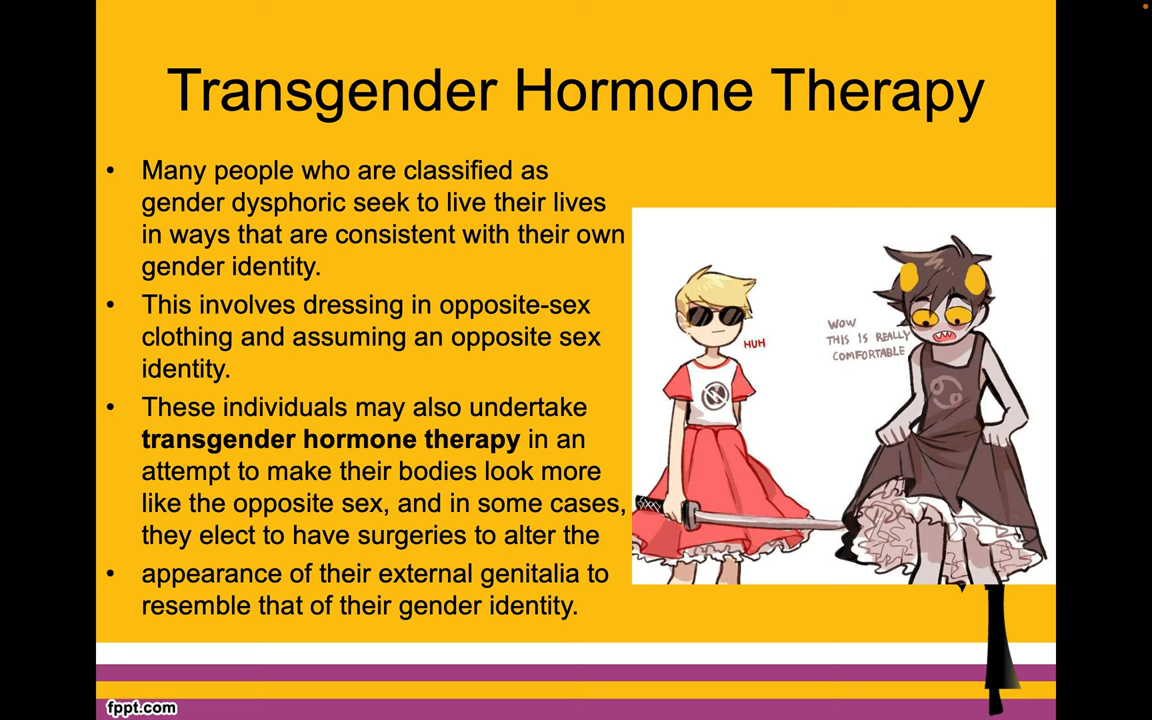 Transgender Hormone Therapy
• Many people who are classified as
gender dysphoric seek to live their lives
in ways that are consistent with their own
gender identity.
• This involves dressing in opposite-sex
clothing and assuming an opposite sex
identity.
• These individuals may also undertake
transgender hormone therapy in an
attempt to make their bodies look more
like the opposite sex, and in some cases,
they elect to have surgeries to alter the
• appearance of their external genitalia to
resemble that of their gender identity.
HUH
WOW
THIS IS REALLY
COMFORTABLE
fppt.com